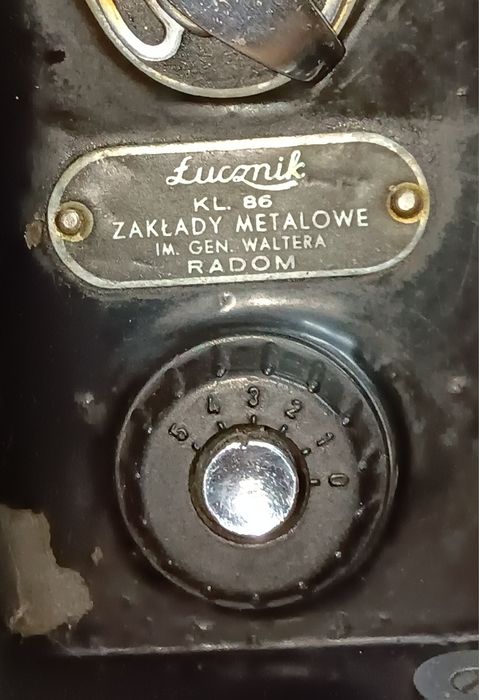 Łucznik
KL. 86
ZAKŁADY METALOWE
IM. GEN. WALTERA
RADOM
5 4 3 2 1 0